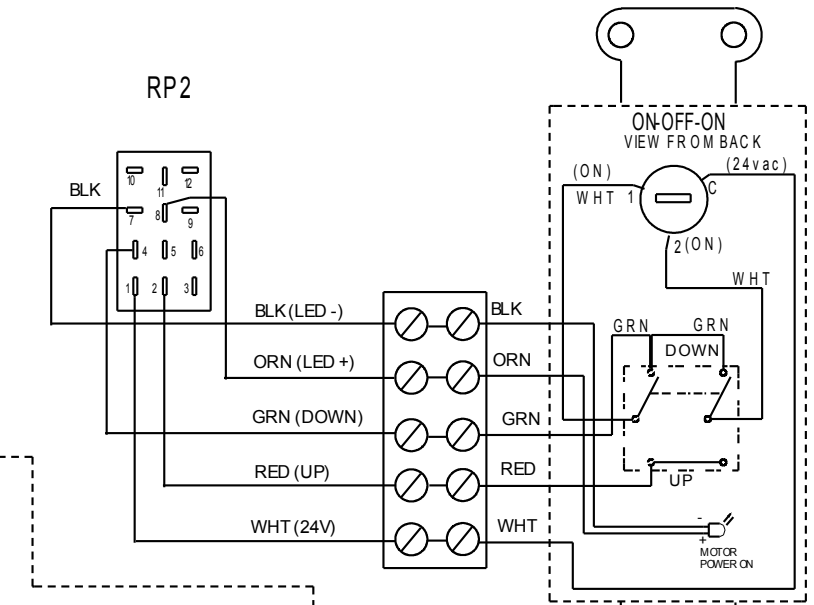 RP2
10 11 12
BLK
7 8 9
4 5 6
1 2 3
BLK (LED -)
ORN (LED +)
GRN (DOWN)
RED (UP)
WHT (24V)
BLK
ORN
GRN
RED
WHT
ON-OFF-ON
VIEW FROM BACK
(ON)
(24vac)
WHT 1
C
2 (ON)
WHT
GRN GRN
DOWN
UP
-
+
MOTOR
POWER ON